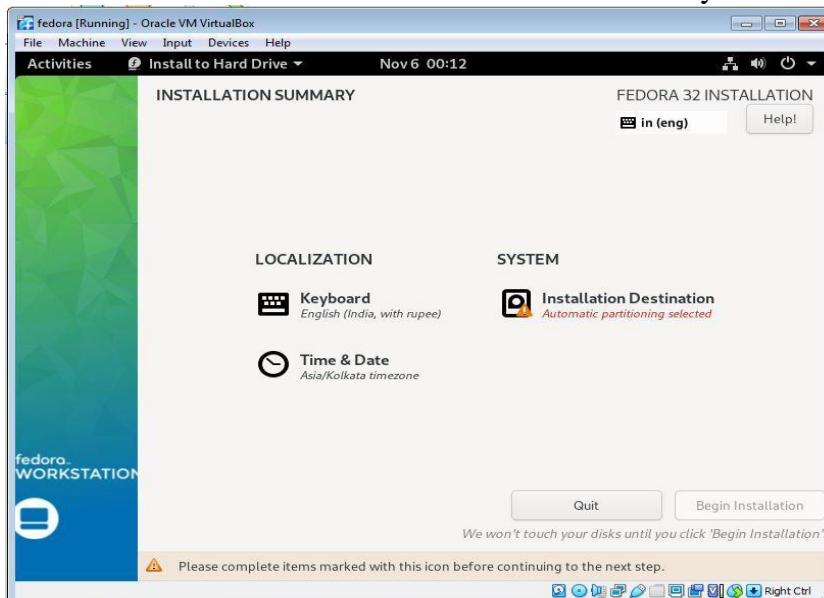 fedora [Running] - Oracle VM VirtualBox
File Machine View Input Devices Help
Activities Install to Hard Drive Nov 6 00:12
INSTALLATION SUMMARY
FEDORA 32 INSTALLATION
in (eng)
Help!
LOCALIZATION
Keyboard
English (India, with rupee)
Time & Date
Asia/Kolkata timezone
SYSTEM
Installation Destination
Automatic partitioning selected
fedora.
WORKSTATION
Quit
Begin Installation
We won't touch your disks until you click 'Begin Installation'.
Please complete items marked with this icon before continuing to the next step.
Right Ctrl